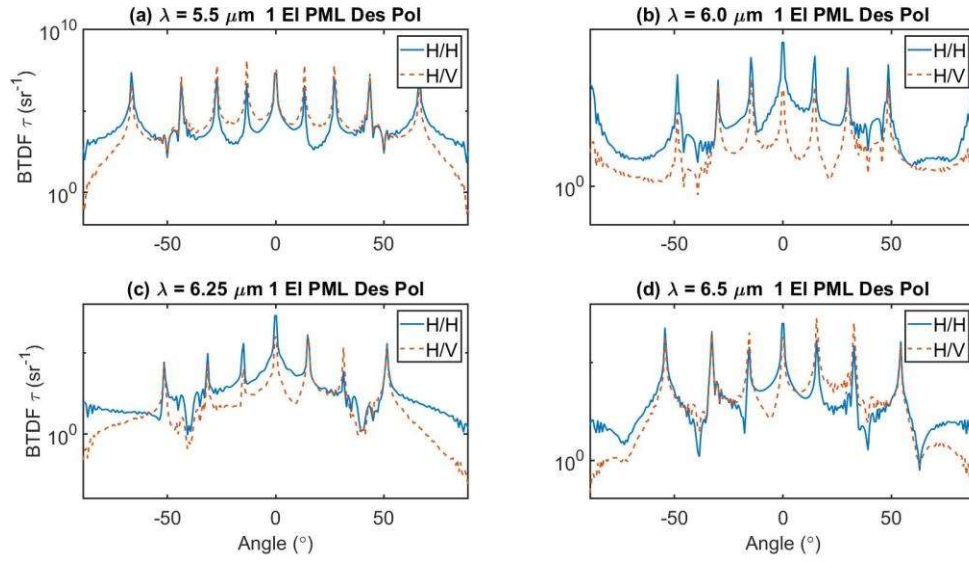 (a) λ = 5.5 μm 1 El PML Des Pol
BTDF τ (sr⁻¹)
10¹⁰
10⁰
H/H
H/V
-50 0 50
(b) λ = 6.0 μm 1 El PML Des Pol
10⁰
H/H
H/V
-50 0 50
(c) λ = 6.25 μm 1 El PML Des Pol
BTDF τ (sr⁻¹)
10⁰
H/H
H/V
-50 0 50
Angle (°)
(d) λ = 6.5 μm 1 El PML Des Pol
10⁰
H/H
H/V
-50 0 50
Angle (°)